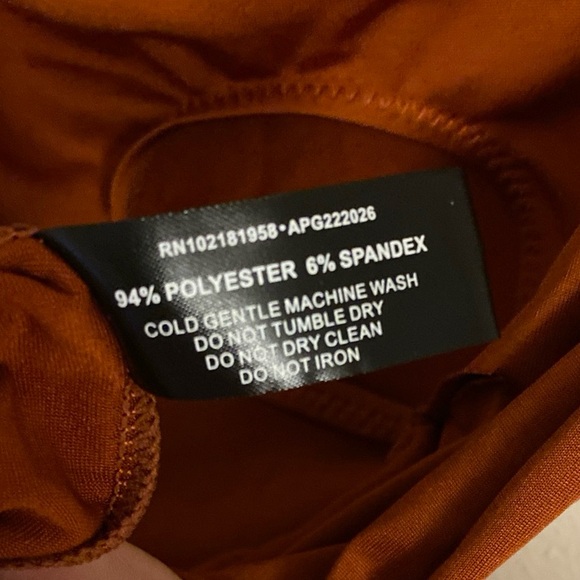 RN102181958•APG222026
94% POLYESTER 6% SPANDEX
COLD GENTLE MACHINE WASH
DO NOT TUMBLE DRY
DO NOT DRY CLEAN
DO NOT IRON